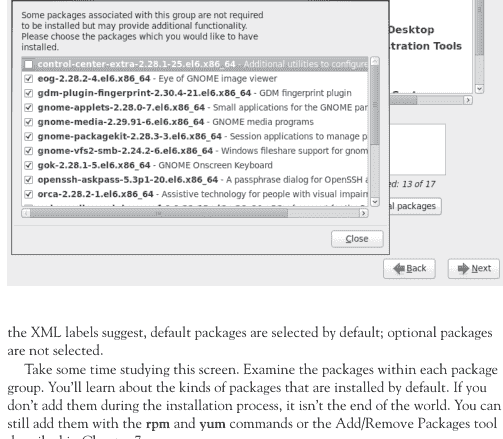 Some packages associated with this group are not required
to be installed but may provide additional functionality.
Please choose the packages which you would like to have
installed.
control-center-extra-2.28.1-25.el6.x86_64 - Additional utilities to configure
eog-2.28.2-4.el6.x86_64 - Eye of GNOME image viewer
gdm-plugin-fingerprint-2.30.4-21.el6.x86_64 - GDM fingerprint plugin
gnome-applets-2.28.0-7.el6.x86_64 - Small applications for the GNOME pan
gnome-media-2.29.91-6.el6.x86_64 - GNOME media programs
gnome-packagekit-2.28.3-3.el6.x86_64 - Session applications to manage p
gnome-vfs2-smb-2.24.2-6.el6.x86_64 - Windows fileshare support for gnom
gok-2.28.1-5.el6.x86_64 - GNOME Onscreen Keyboard
openssh-askpass-5.3p1-20.el6.x86_64 - A passphrase dialog for OpenSSH a
orca-2.28.2-1.el6.x86_64 - Assistive technology for people with visual impair
Close
Desktop
tration Tools
ed: 13 of 17
al packages
Back
Next
the XML labels suggest, default packages are selected by default; optional packages
are not selected.
Take some time studying this screen. Examine the packages within each package
group. You'll learn about the kinds of packages that are installed by default. If you
don't add them during the installation process, it isn't the end of the world. You can
still add them with the rpm and yum commands or the Add/Remove Packages tool